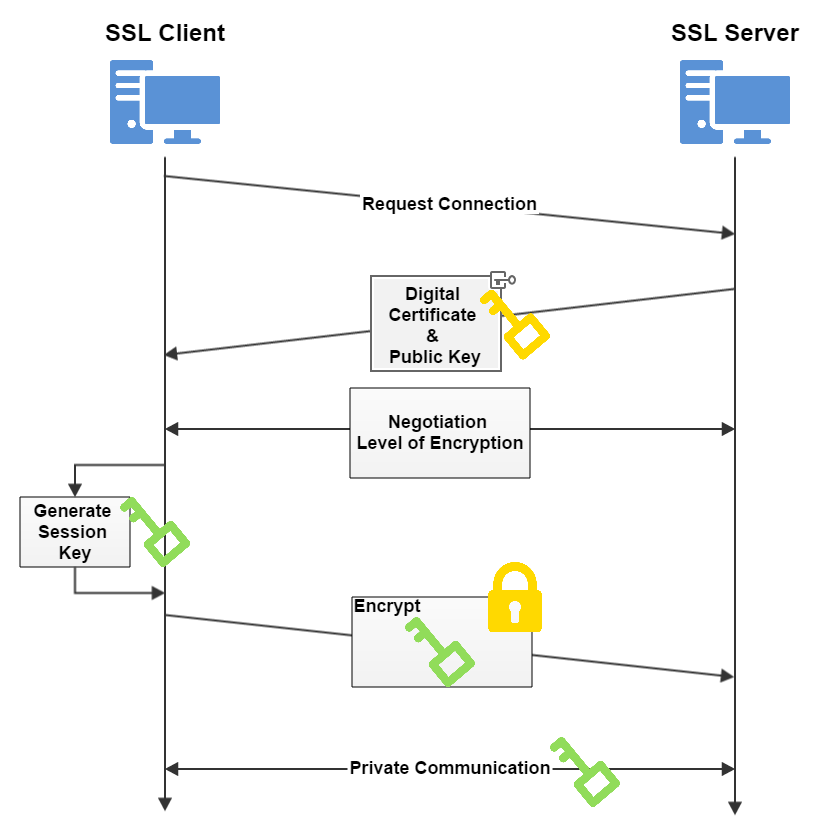 SSL Client
SSL Server
Request Connection
Digital
Certificate
&
Public Key
Negotiation
Level of Encryption
Generate
Session
Key
Encrypt
Private Communication